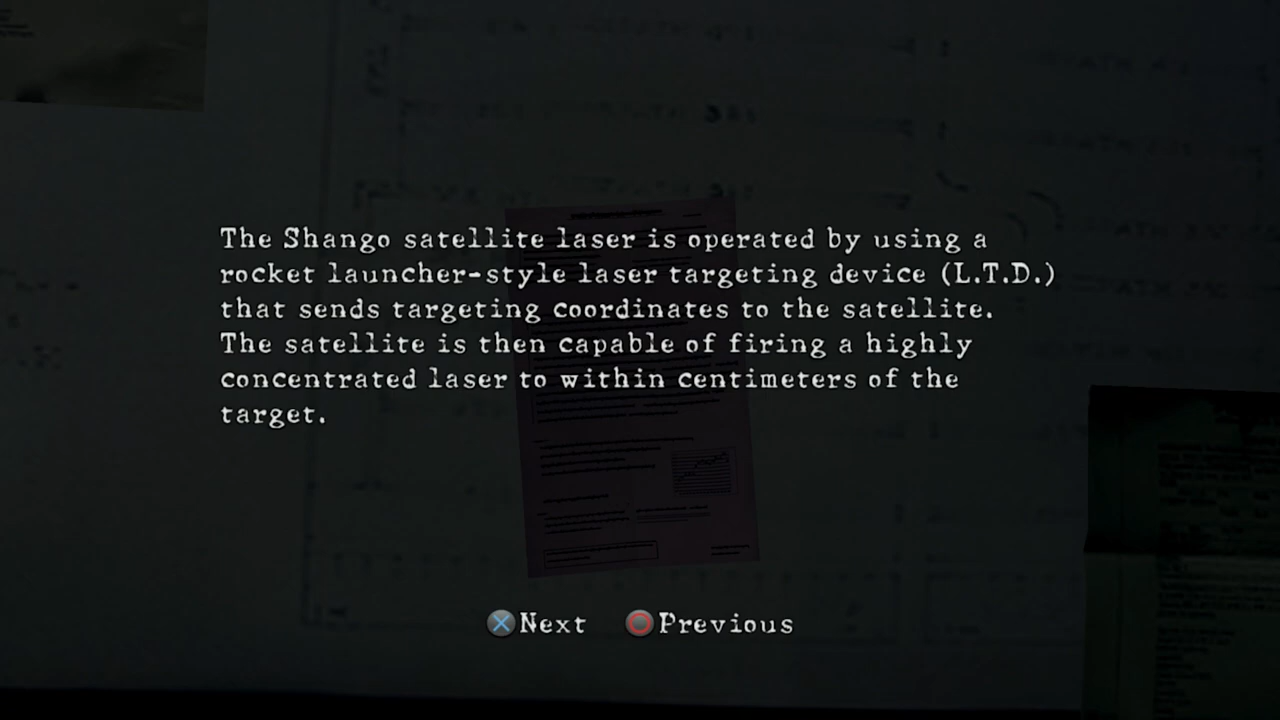 The Shango satellite laser is operated by using a
rocket launcher-style laser targeting device (L.T.D.)
that sends targeting coordinates to the satellite.
The satellite is then capable of firing a highly
concentrated laser to within centimeters of the
target.
Next Previous